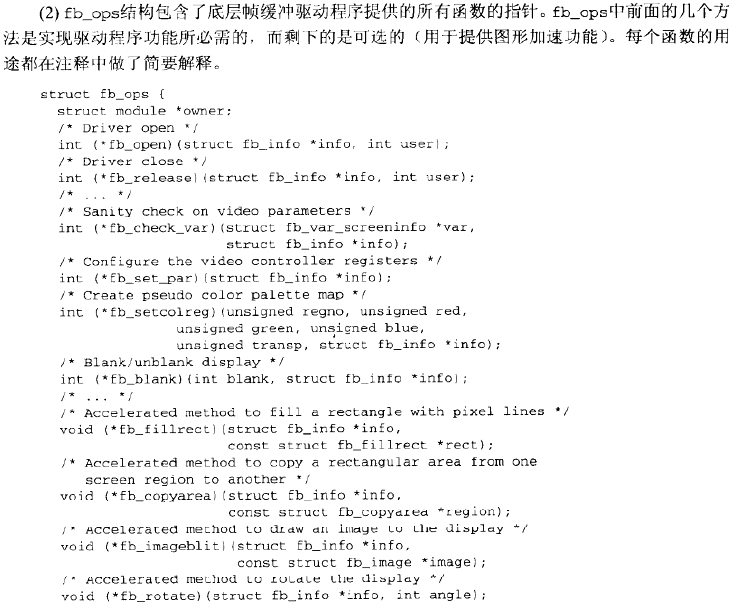 (2) fb_ops结构包含了底层帧缓冲驱动程序提供的所有函数的指针。fb_ops中前面的几个方
法是实现驱动程序功能所必需的，而剩下的是可选的（用于提供图形加速功能）。每个函数的用
途都在注释中做了简要解释。
struct fb_ops {
struct module *owner;
/* Driver open */
int (*fb_open)(struct fb_info *info, int user);
/* Driver close */
int (*fb_release)(struct fb_info *info, int user);
/* ... */
/* Sanity check on video parameters */
int (*fb_check_var)(struct fb_var_screeninfo *var,
struct fb_info *info);
/* Configure the video controller registers */
int (*fb_set_par)(struct fb_info *info);
/* Create pseudo color palette map */
int (*fb_setcolreg)(unsigned regno, unsigned red,
unsigned green, unsigned blue,
unsigned transp, struct fb_info *info);
/* Blank/unblank display */
int (*fb_blank)(int blank, struct fb_info *info);
/* ... */
/* Accelerated method to fill a rectangle with pixel lines */
void (*fb_fillrect)(struct fb_info *info,
const struct fb_fillrect *rect);
/* Accelerated method to copy a rectangular area from one
screen region to another */
void (*fb_copyarea)(struct fb_info *info,
const struct fb_copyarea *region);
/* Accelerated method to draw an image to the display */
void (*fb_imageblit)(struct fb_info *info,
const struct fb_image *image);
/* Accelerated method to rotate the display */
void (*fb_rotate)(struct fb_info *info, int angle);